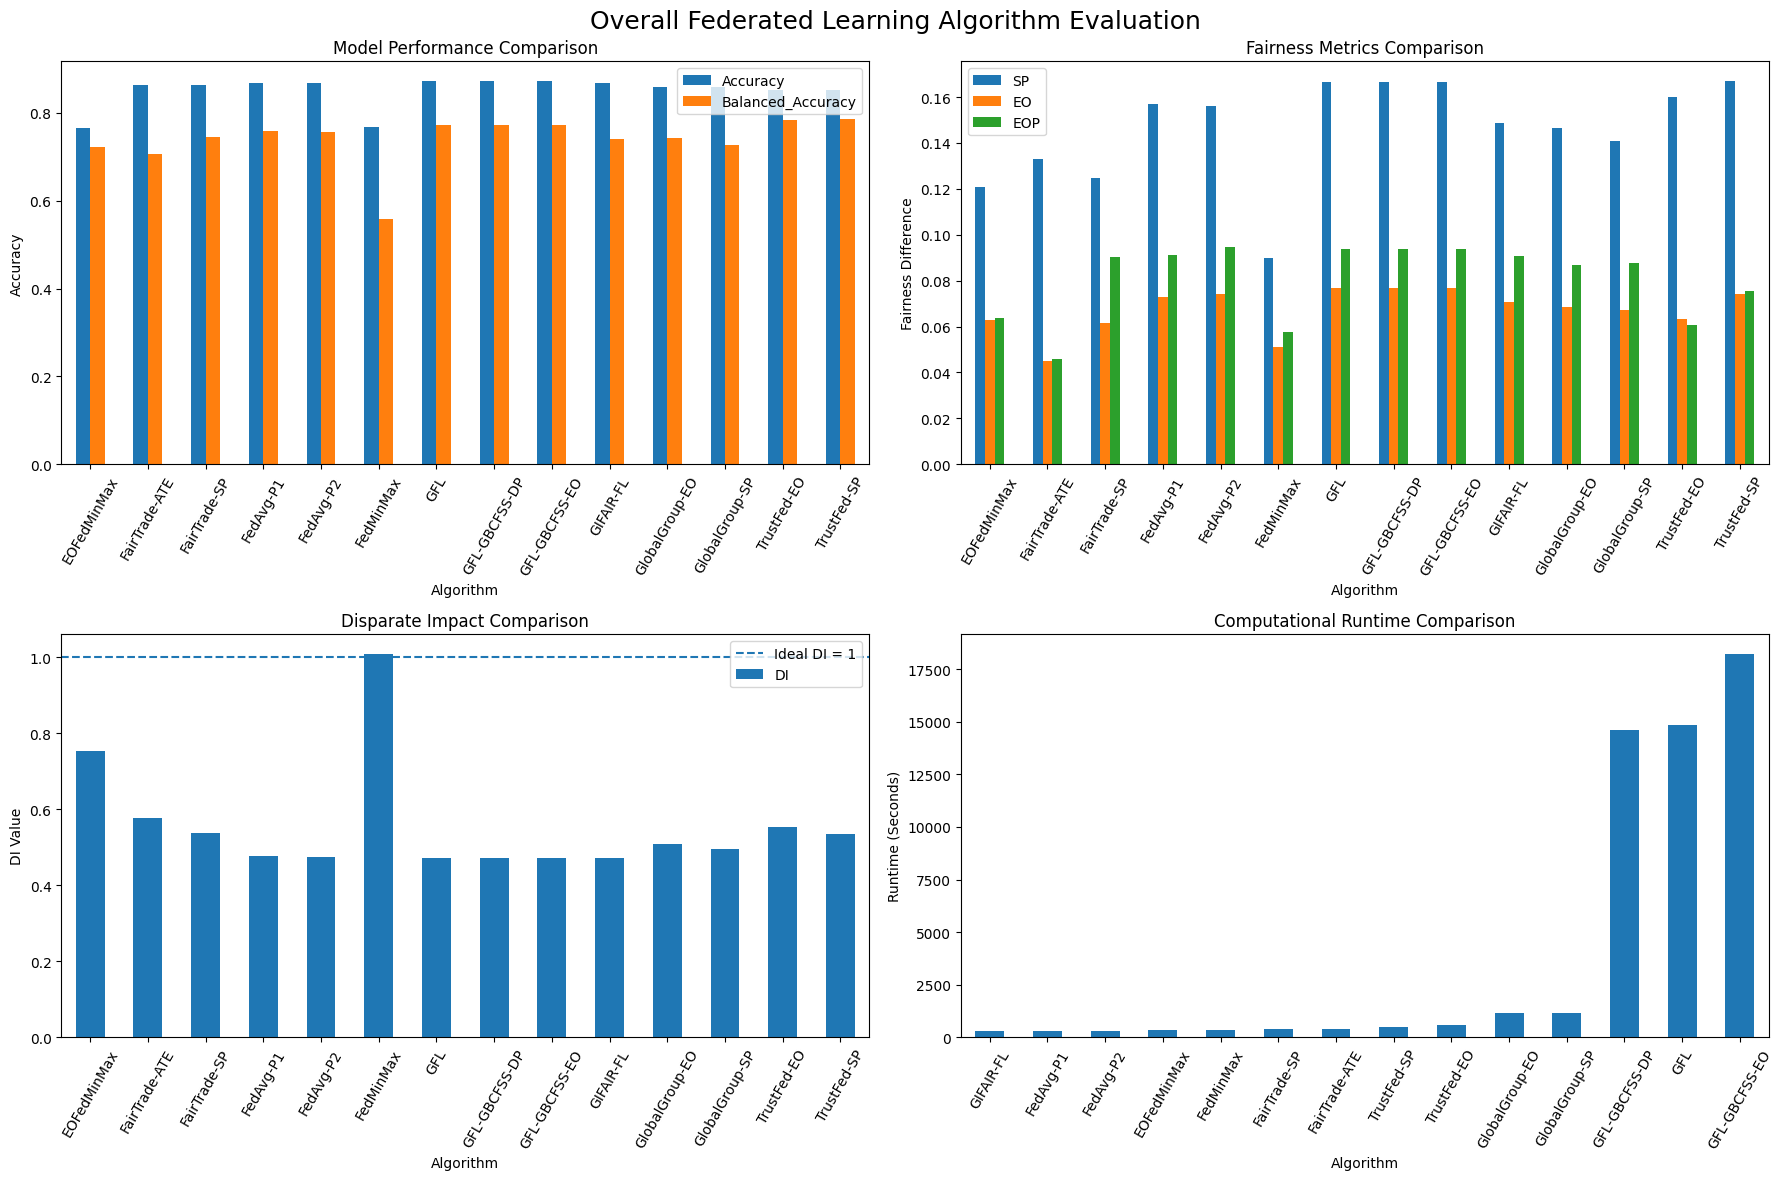 Overall Federated Learning Algorithm Evaluation
Model Performance Comparison
Accuracy
Balanced_Accuracy
Accuracy
0.8
0.6
0.4
0.2
0.0
EOFedMinMax
FairTrade-ATE
FairTrade-SP
FedAvg-P1
FedAvg-P2
FedMinMax
GFL
GFL-GBCFSS-DP
GFL-GBCFSS-EO
GIFAIR-FL
GlobalGroup-EO
GlobalGroup-SP
TrustFed-EO
TrustFed-SP
Algorithm
Fairness Metrics Comparison
SP
EO
EOP
Fairness Difference
0.16
0.14
0.12
0.10
0.08
0.06
0.04
0.02
0.00
EOFedMinMax
FairTrade-ATE
FairTrade-SP
FedAvg-P1
FedAvg-P2
FedMinMax
GFL
GFL-GBCFSS-DP
GFL-GBCFSS-EO
GIFAIR-FL
GlobalGroup-EO
GlobalGroup-SP
TrustFed-EO
TrustFed-SP
Algorithm
Disparate Impact Comparison
Ideal DI = 1
DI
DI Value
1.0
0.8
0.6
0.4
0.2
0.0
EOFedMinMax
FairTrade-ATE
FairTrade-SP
FedAvg-P1
FedAvg-P2
FedMinMax
GFL
GFL-GBCFSS-DP
GFL-GBCFSS-EO
GIFAIR-FL
GlobalGroup-EO
GlobalGroup-SP
TrustFed-EO
TrustFed-SP
Algorithm
Computational Runtime Comparison
Runtime (Seconds)
17500
15000
12500
10000
7500
5000
2500
0
GIFAIR-FL
FedAvg-P1
FedAvg-P2
EOFedMinMax
FedMinMax
FairTrade-SP
FairTrade-ATE
TrustFed-SP
TrustFed-EO
GlobalGroup-EO
GlobalGroup-SP
GFL-GBCFSS-DP
GFL
GFL-GBCFSS-EO
Algorithm